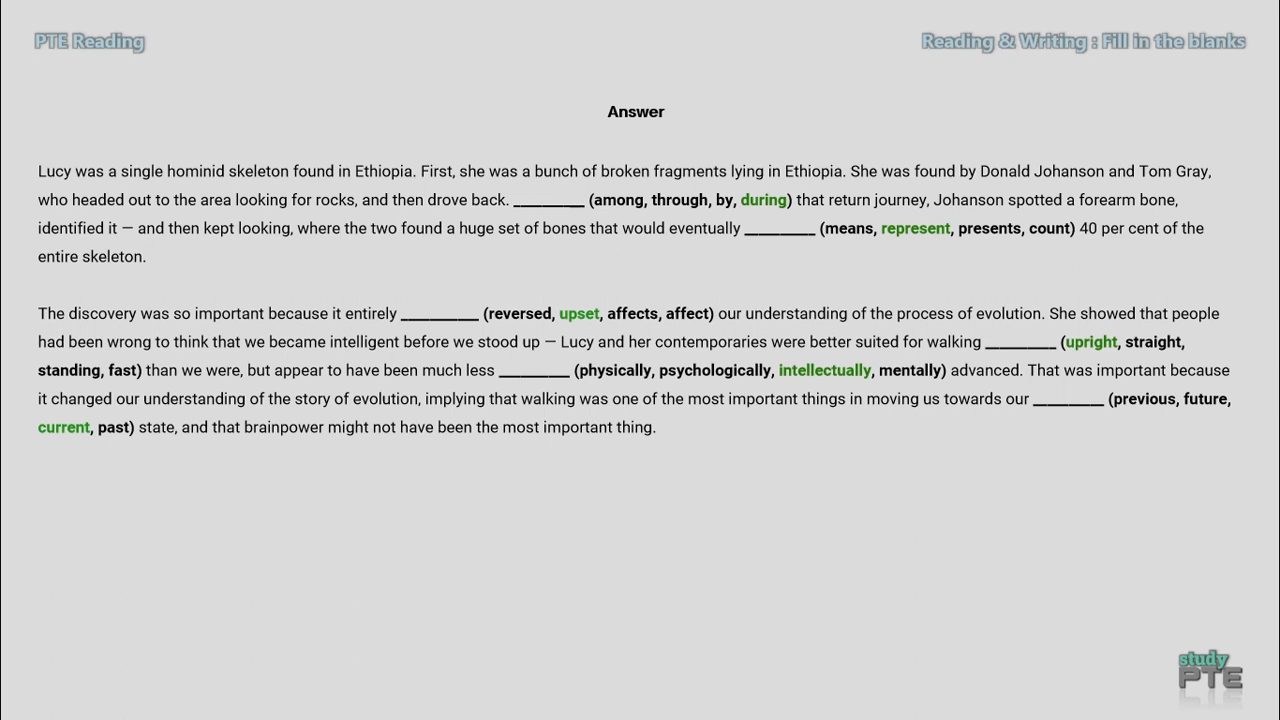 PTE Reading
Reading & Writing : Fill in the blanks
Answer
Lucy was a single hominid skeleton found in Ethiopia. First, she was a bunch of broken fragments lying in Ethiopia. She was found by Donald Johanson and Tom Gray,
who headed out to the area looking for rocks, and then drove back. ________ (among, through, by, during) that return journey, Johanson spotted a forearm bone,
identified it — and then kept looking, where the two found a huge set of bones that would eventually ________ (means, represent, presents, count) 40 per cent of the
entire skeleton.
The discovery was so important because it entirely _________ (reversed, upset, affects, affect) our understanding of the process of evolution. She showed that people
had been wrong to think that we became intelligent before we stood up — Lucy and her contemporaries were better suited for walking ________ (upright, straight,
standing, fast) than we were, but appear to have been much less ________ (physically, psychologically, intellectually, mentally) advanced. That was important because
it changed our understanding of the story of evolution, implying that walking was one of the most important things in moving us towards our ________ (previous, future,
current, past) state, and that brainpower might not have been the most important thing.
study
PTE